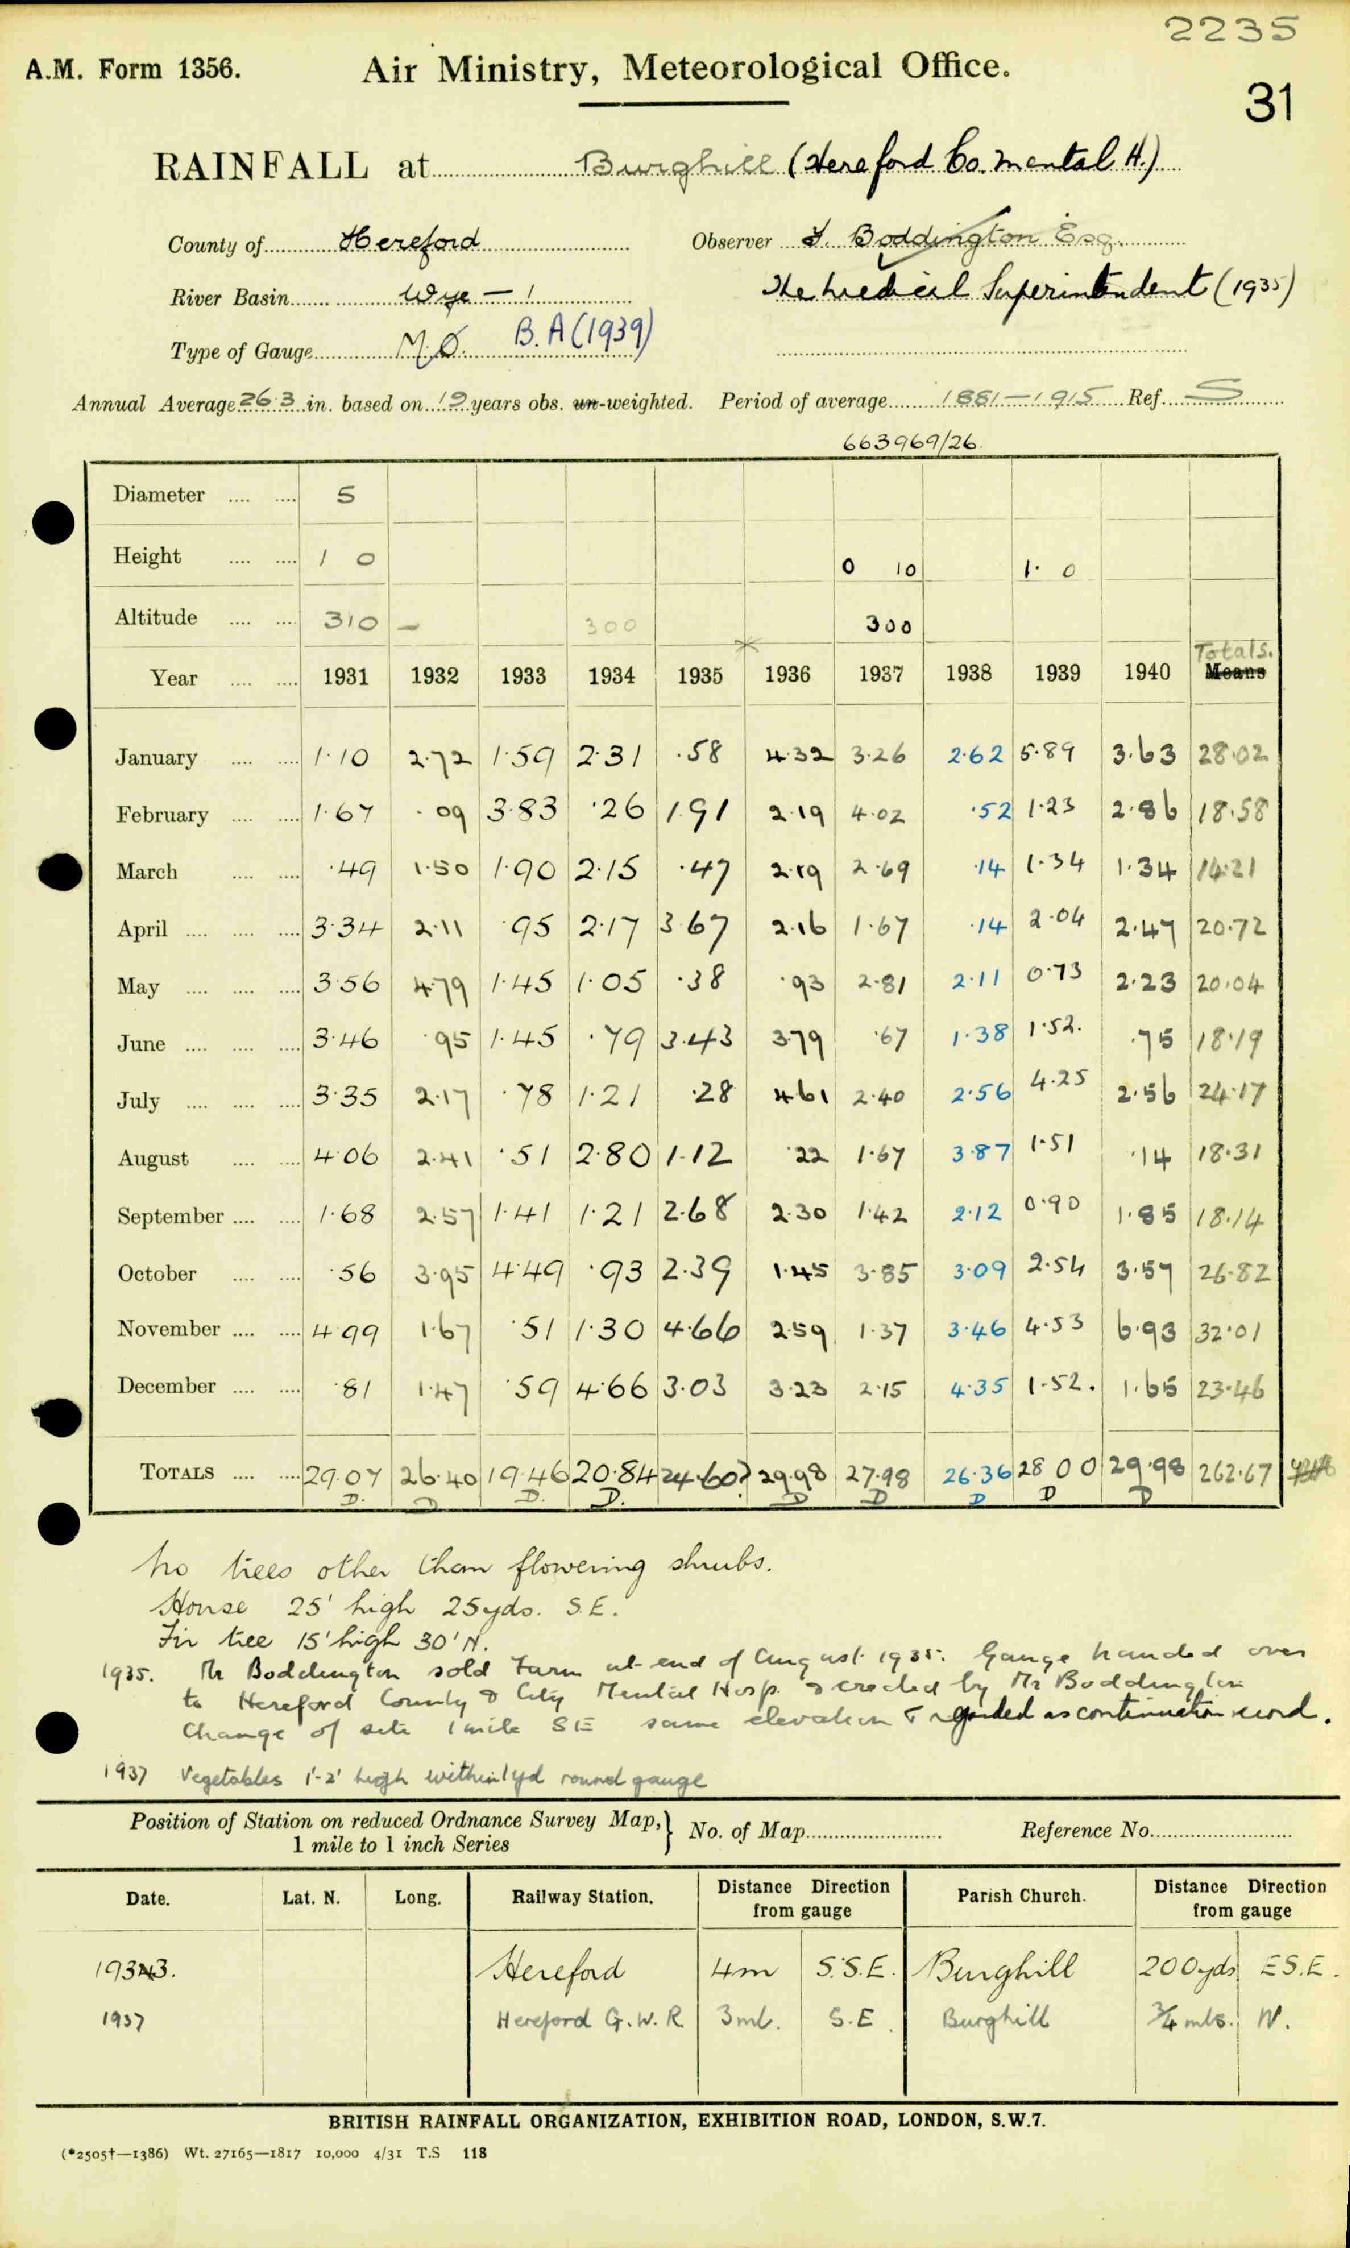 2235
A.M. Form 1356.
Air Ministry, Meteorological Office.
31
RAINFALL at Burghill (Hereford Co. Mental H.)
County of Hereford Observer F. Boddington Esq.
River Basin Wye — 1 The Medical Superintendent (1935)
Type of Gauge M.O. B.A (1939)
Annual Average 26.3 in. based on 19 years obs. un-weighted. Period of average 1881—1915 Ref. S
663969/26
Diameter 5
Height 1 0 0 10 1. 0
Altitude 310 — 300 300
Totals.
Year 1931 1932 1933 1934 1935 1936 1937 1938 1939 1940 Means
January 1.10 2.72 1.59 2.31 .58 4.32 3.26 2.62 5.89 3.63 28.02
February 1.67 .09 3.83 .26 1.91 2.19 4.02 .52 1.23 2.86 18.58
March .49 1.50 1.90 2.15 .47 2.19 2.69 .14 1.34 1.34 14.21
April 3.34 2.11 .95 2.17 3.67 2.16 1.67 .14 2.04 2.47 20.72
May 3.56 4.79 1.45 1.05 .38 .93 2.81 2.11 0.73 2.23 20.04
June 3.46 .95 1.45 .79 3.43 3.79 .67 1.38 1.52. .75 18.19
July 3.35 2.17 .78 1.21 .28 4.61 2.40 2.56 4.25 2.56 24.17
August 4.06 2.41 .51 2.80 1.12 .22 1.67 3.87 1.51 .14 18.31
September 1.68 2.57 1.41 1.21 2.68 2.30 1.42 2.12 0.90 1.85 18.14
October .56 3.95 4.49 .93 2.39 1.45 3.85 3.09 2.54 3.57 26.82
November 4.99 1.67 .51 1.30 4.66 2.59 1.37 3.46 4.53 6.93 32.01
December .81 1.47 .59 4.66 3.03 3.23 2.15 4.35 1.52. 1.65 23.46
TOTALS 29.07 26.40 19.46 20.84 24.60? 29.98 27.98 26.36 28 00 29.98 262.67
D. D D. D. D D D D D
No trees other than flowering shrubs.
House 25' high 25yds. S.E.
Fir tree 15' high 30' N.
1935. Mr Boddington sold Farm at end of August 1935. Gauge handed over
to Hereford County & City Mental Hosp. & erected by Mr Boddington
Change of site 1 mile SE same elevation & regarded as continuation record.
1937 Vegetables 1'-2' high within 1yd round gauge
Position of Station on reduced Ordnance Survey Map, } No. of Map Reference No.
1 mile to 1 inch Series
Date. Lat. N. Long. Railway Station. Distance Direction from gauge Parish Church. Distance Direction from gauge
1933. Hereford 4m S.S.E. Burghill 200yds E.S.E.
1937 Hereford G.W.R 3ml. S.E. Burghill 3/4 mls. N.
BRITISH RAINFALL ORGANIZATION, EXHIBITION ROAD, LONDON, S.W.7.
(*2505†—1386) Wt. 27165—1817 10,000 4/31 T.S 118